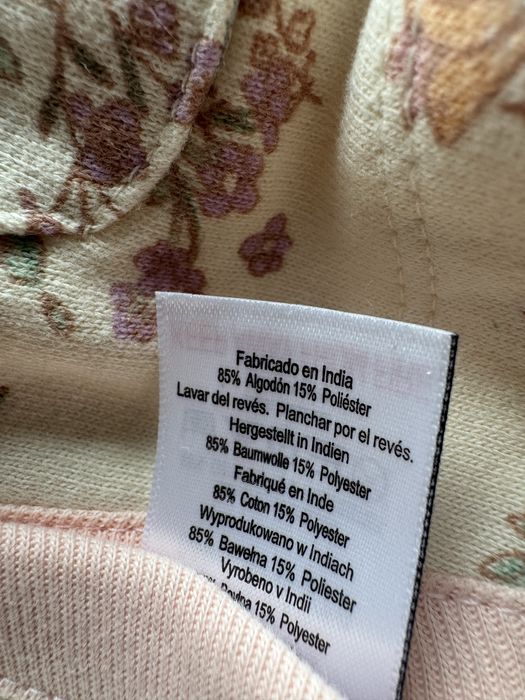 Fabricado en India
85% Algodón 15% Poliéster
Lavar del revés. Planchar por el revés.
Hergestellt in Indien
85% Baumwolle 15% Polyester
Fabriqué en Inde
85% Coton 15% Polyester
Wyprodukowano w Indiach
85% Bawełna 15% Poliester
Vyrobeno v Indii
15% Polyester